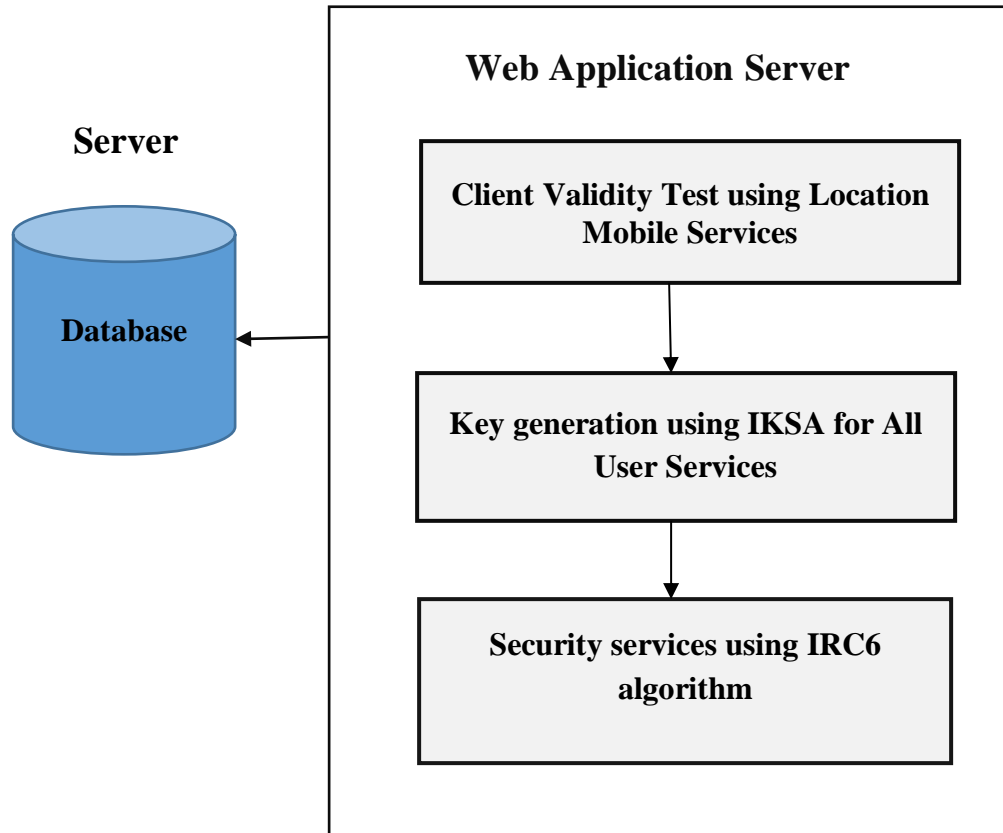 Web Application Server
Server
Client Validity Test using Location
Mobile Services
Database
Key generation using IKSA for All
User Services
Security services using IRC6
algorithm